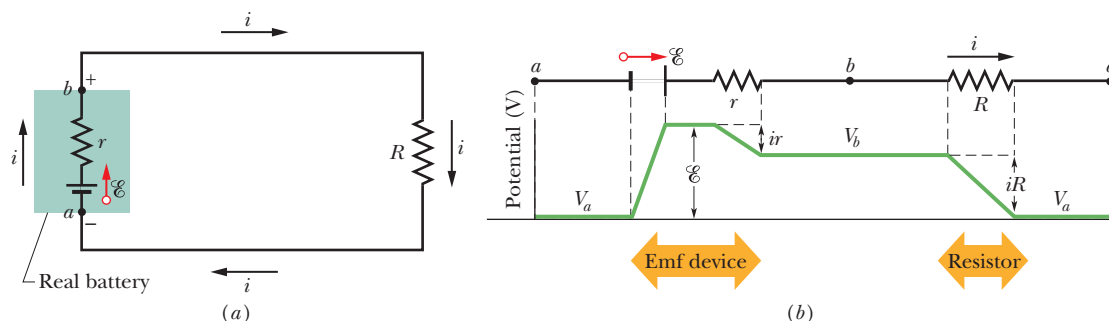 i
b
+
i
r
ℰ
R
i
a
−
Real battery
i
(a)
Potential (V)
ℰ
i
a
b
r
R
ir
V_b
ℰ
iR
V_a
V_a
Emf device
Resistor
(b)